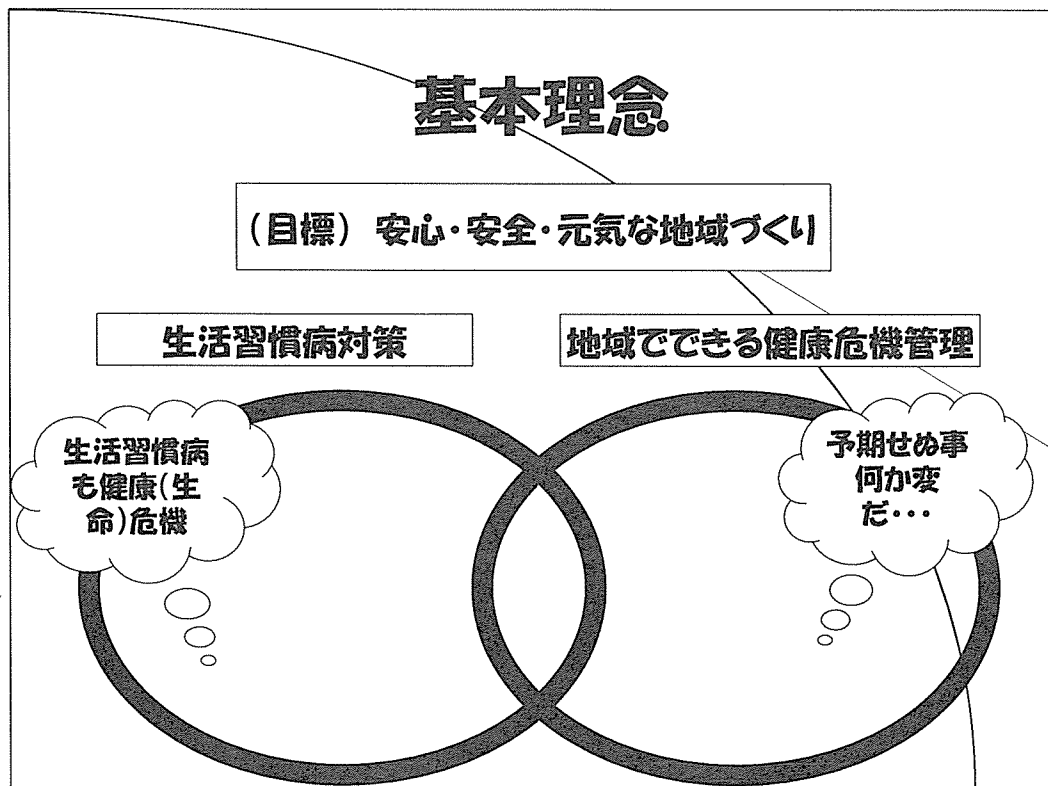 基本理念
(目標) 安心・安全・元気な地域づくり
生活習慣病対策
地域でできる健康危機管理
生活習慣病
も健康(生
命)危機
予期せぬ事
何か変
だ・・・